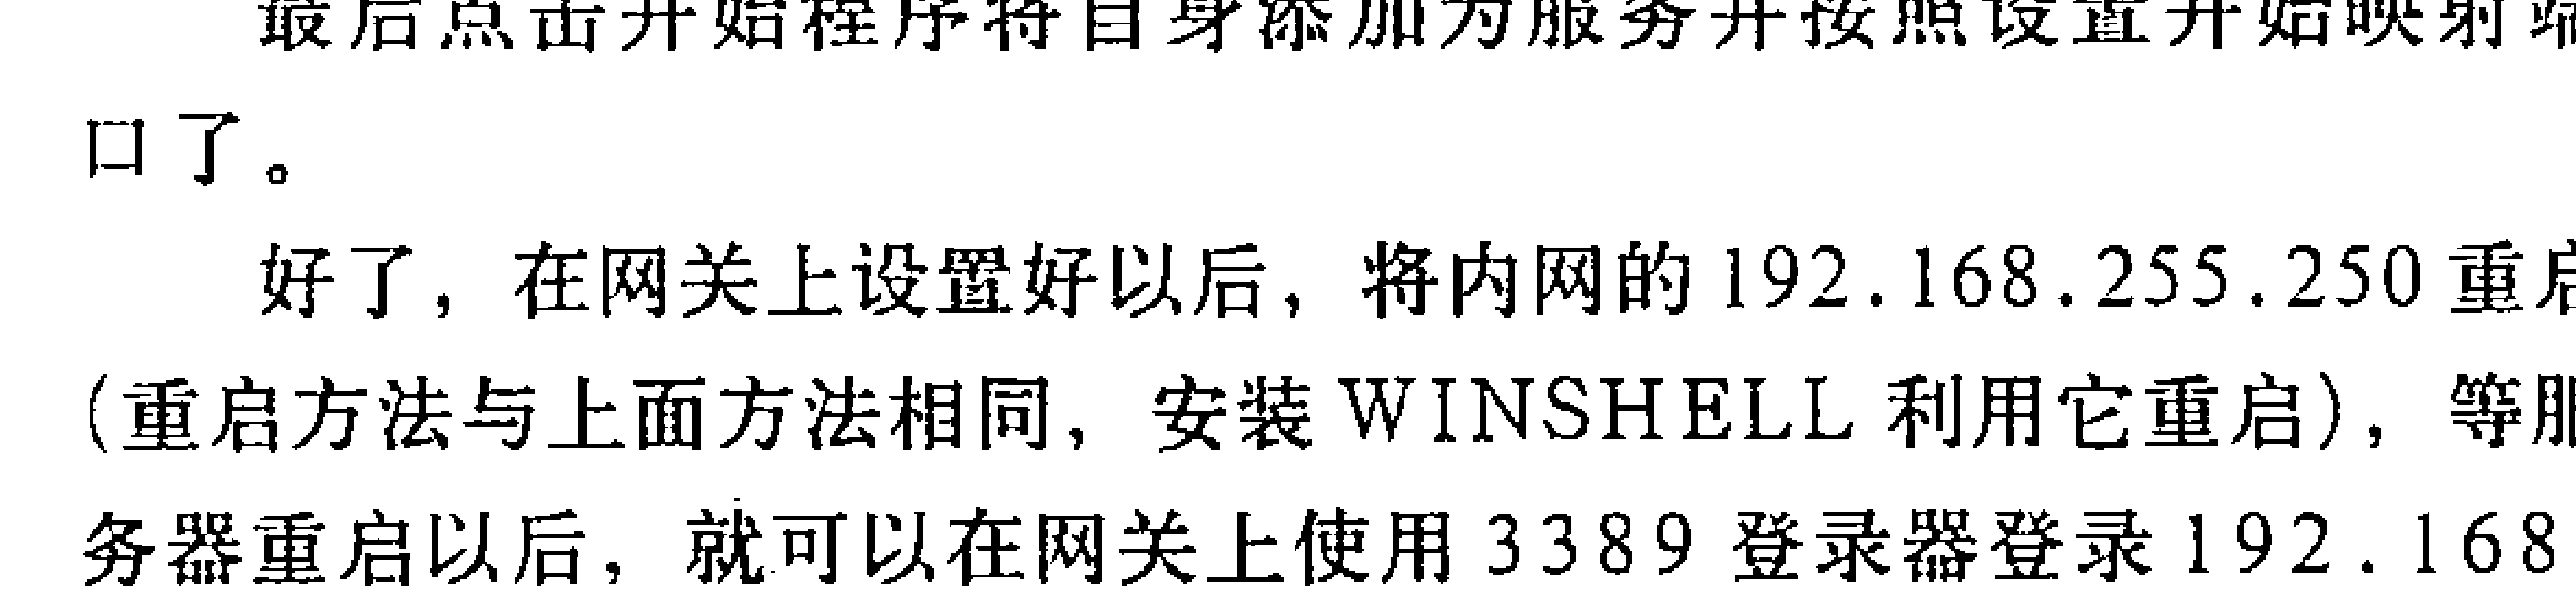 最后点击开始程序将自身添加为服务并按照设置开始映射端
口了。
好了，在网关上设置好以后，将内网的192.168.255.250重启
(重启方法与上面方法相同，安装WINSHELL利用它重启)，等服
务器重启以后，就可以在网关上使用3389登录器登录192.168